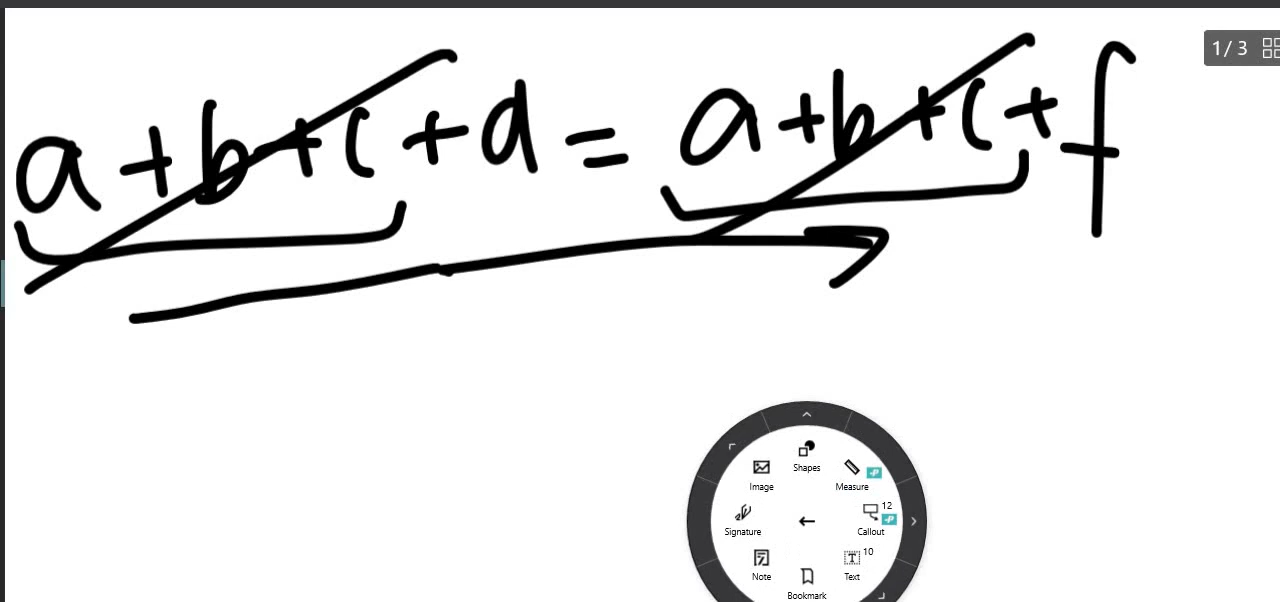 1 / 3
a + b + c + d = a + b + c + f
Shapes
Image
Measure
12
Signature
Callout
10
Note
Text
Bookmark